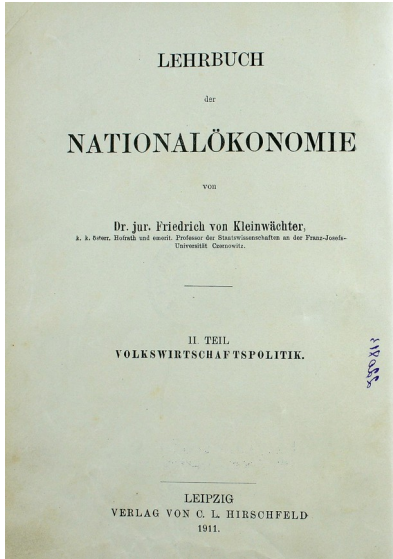 LEHRBUCH
der
NATIONALÖKONOMIE
von
Dr. jur. Friedrich von Kleinwächter,
k. k. österr. Hofrath und emerit. Professor der Staatswissenschaften an der Franz-Josefs-
Universität Czernowitz.
II. TEIL
VOLKSWIRTSCHAFTSPOLITIK.
LEIPZIG
VERLAG VON C. L. HIRSCHFELD
1911.